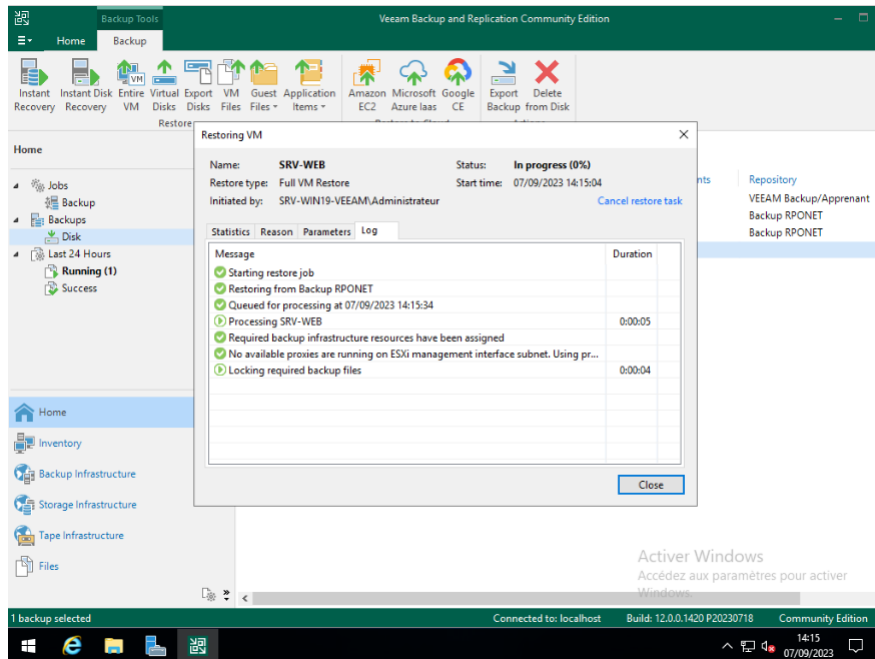 Backup Tools
Veeam Backup and Replication Community Edition
Home Backup
Instant Recovery
Instant Disk Recovery
Entire VM
Virtual Disks
Export Disks
VM Files
Guest Files
Application Items
Amazon EC2
Microsoft Azure Iaas
Google CE
Export Backup
Delete from Disk
Restore
Home
Jobs
Backup
Backups
Disk
Last 24 Hours
Running (1)
Success
Home
Inventory
Backup Infrastructure
Storage Infrastructure
Tape Infrastructure
Files
Restoring VM
Name: SRV-WEB Status: In progress (0%)
Restore type: Full VM Restore Start time: 07/09/2023 14:15:04
Initiated by: SRV-WIN19-VEEAM\Administrateur Cancel restore task
Statistics Reason Parameters Log
Message Duration
Starting restore job
Restoring from Backup RPONET
Queued for processing at 07/09/2023 14:15:34
Processing SRV-WEB 0:00:05
Required backup infrastructure resources have been assigned
No available proxies are running on ESXi management interface subnet. Using pr...
Locking required backup files 0:00:04
Close
nts Repository
VEEAM Backup/Apprenant
Backup RPONET
Backup RPONET
Activer Windows
Accédez aux paramètres pour activer
Windows.
1 backup selected Connected to: localhost Build: 12.0.0.1420 P20230718 Community Edition
14:15
07/09/2023